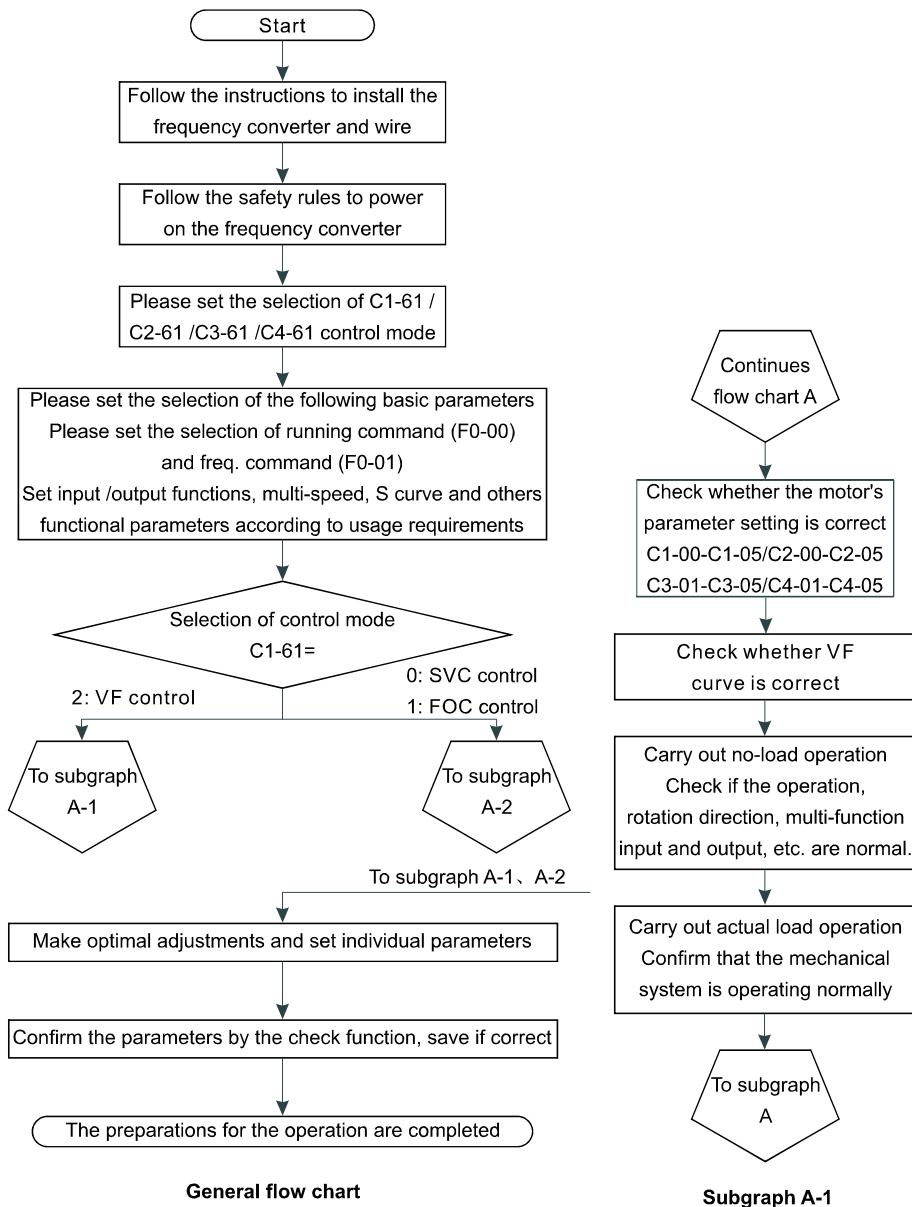 Start
Follow the instructions to install the
frequency converter and wire
Follow the safety rules to power
on the frequency converter
Please set the selection of C1-61 /
C2-61 /C3-61 /C4-61 control mode
Please set the selection of the following basic parameters
Please set the selection of running command (F0-00)
and freq. command (F0-01)
Set input /output functions, multi-speed, S curve and others
functional parameters according to usage requirements
Selection of control mode
C1-61=
2: VF control
0: SVC control
1: FOC control
To subgraph
A-1
To subgraph
A-2
To subgraph A-1、A-2
Make optimal adjustments and set individual parameters
Confirm the parameters by the check function, save if correct
The preparations for the operation are completed
General flow chart
Continues
flow chart A
Check whether the motor's
parameter setting is correct
C1-00-C1-05/C2-00-C2-05
C3-01-C3-05/C4-01-C4-05
Check whether VF
curve is correct
Carry out no-load operation
Check if the operation,
rotation direction, multi-function
input and output, etc. are normal.
Carry out actual load operation
Confirm that the mechanical
system is operating normally
To subgraph
A
Subgraph A-1